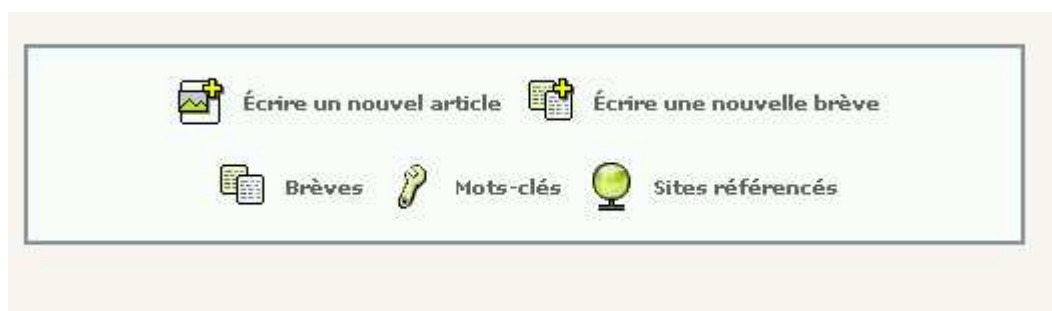 Écrire un nouvel article Écrire une nouvelle brève
Brèves Mots-clés Sites référencés